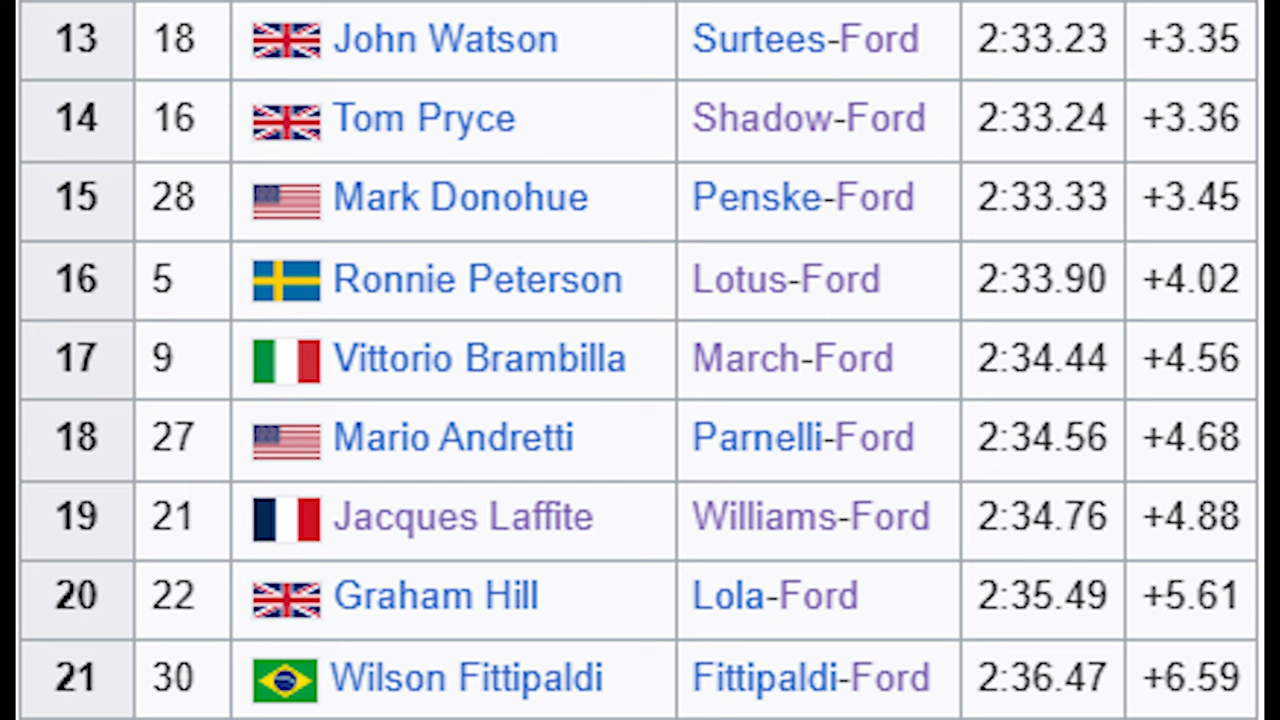 13 18 John Watson Surtees-Ford 2:33.23 +3.35
14 16 Tom Pryce Shadow-Ford 2:33.24 +3.36
15 28 Mark Donohue Penske-Ford 2:33.33 +3.45
16 5 Ronnie Peterson Lotus-Ford 2:33.90 +4.02
17 9 Vittorio Brambilla March-Ford 2:34.44 +4.56
18 27 Mario Andretti Parnelli-Ford 2:34.56 +4.68
19 21 Jacques Laffite Williams-Ford 2:34.76 +4.88
20 22 Graham Hill Lola-Ford 2:35.49 +5.61
21 30 Wilson Fittipaldi Fittipaldi-Ford 2:36.47 +6.59